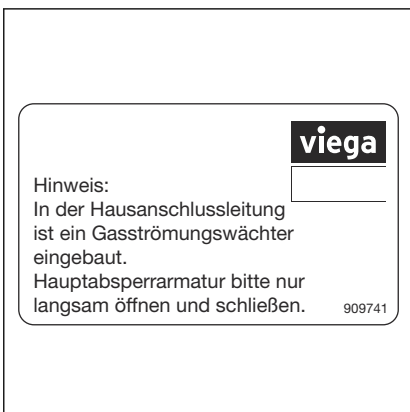 viega
Hinweis:
In der Hausanschlussleitung
ist ein Gasströmungswächter
eingebaut.
Hauptabsperrarmatur bitte nur
langsam öffnen und schließen.
909741